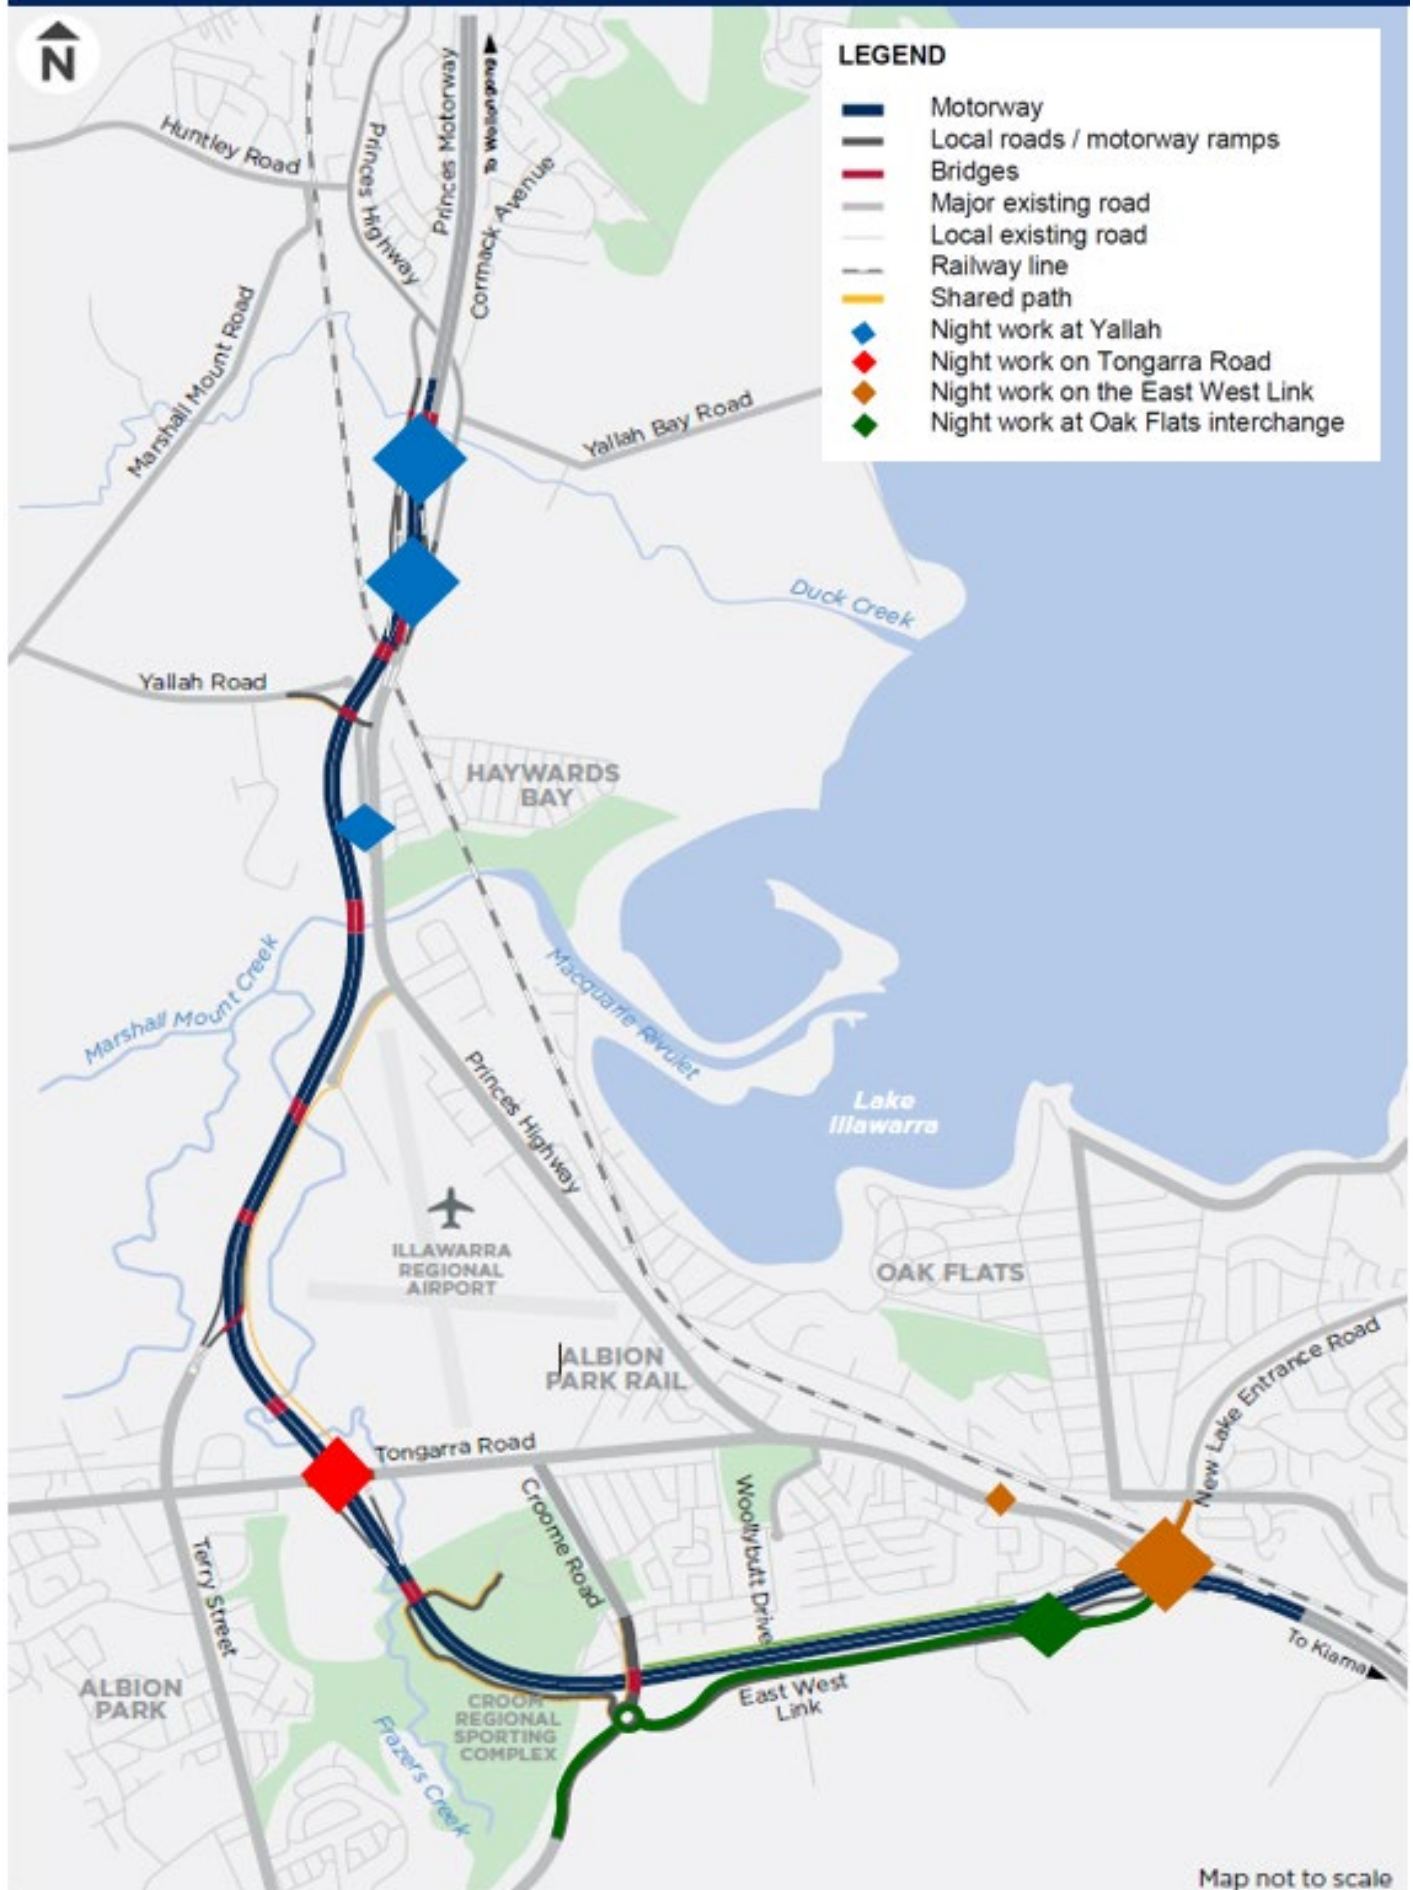 N
LEGEND
Motorway
Local roads / motorway ramps
Bridges
Major existing road
Local existing road
Railway line
Shared path
Night work at Yallah
Night work on Tongarra Road
Night work on the East West Link
Night work at Oak Flats interchange
Huntley Road
Princes Highway
Princes Motorway
To Wollongong
Cormack Avenue
Marshall Mount Road
Yallah Bay Road
Duck Creek
Yallah Road
HAYWARDS
BAY
Marshall Mount Creek
Macquarie Rivulet
Princes Highway
Lake
Illawarra
ILLAWARRA
REGIONAL
AIRPORT
OAK FLATS
ALBION
PARK RAIL
New Lake Entrance Road
Tongarra Road
Croome Road
Woollybutt Drive
Terry Street
To Kiama
East West
Link
ALBION
PARK
CROOM
REGIONAL
SPORTING
COMPLEX
Frazers Creek
Map not to scale